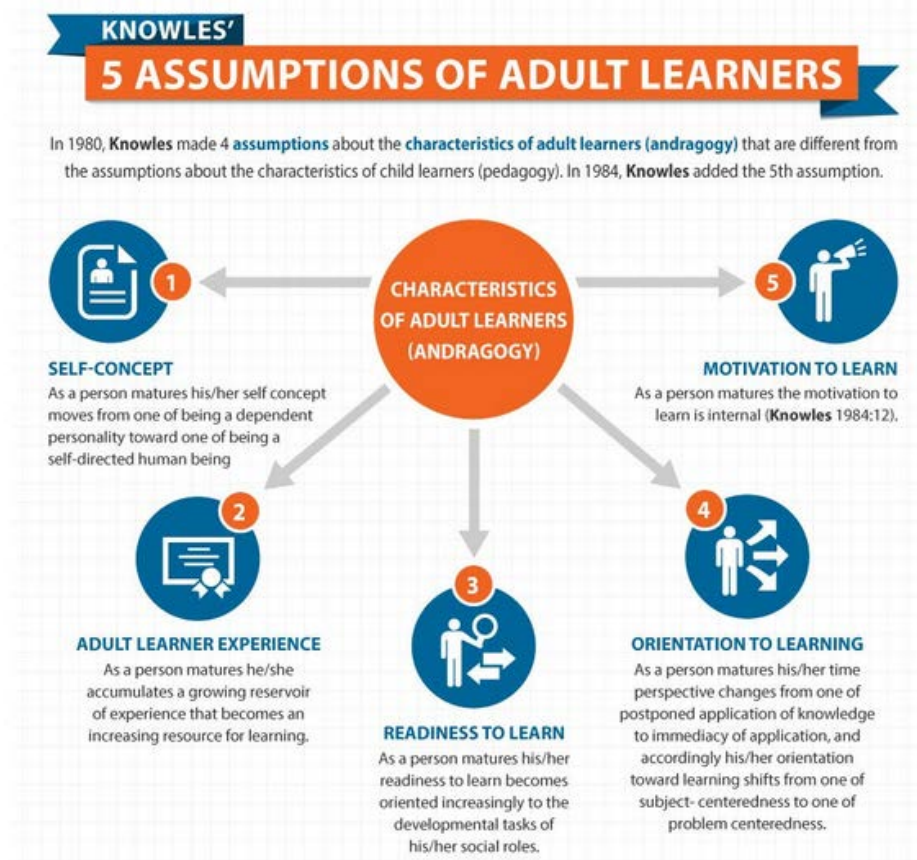 KNOWLES'
5 ASSUMPTIONS OF ADULT LEARNERS
In 1980, Knowles made 4 assumptions about the characteristics of adult learners (andragogy) that are different from
the assumptions about the characteristics of child learners (pedagogy). In 1984, Knowles added the 5th assumption.
CHARACTERISTICS
OF ADULT LEARNERS
(ANDRAGOGY)
1
SELF-CONCEPT
As a person matures his/her self concept
moves from one of being a dependent
personality toward one of being a
self-directed human being
2
ADULT LEARNER EXPERIENCE
As a person matures he/she
accumulates a growing reservoir
of experience that becomes an
increasing resource for learning.
3
READINESS TO LEARN
As a person matures his/her
readiness to learn becomes
oriented increasingly to the
developmental tasks of
his/her social roles.
4
ORIENTATION TO LEARNING
As a person matures his/her time
perspective changes from one of
postponed application of knowledge
to immediacy of application, and
accordingly his/her orientation
toward learning shifts from one of
subject- centeredness to one of
problem centeredness.
5
MOTIVATION TO LEARN
As a person matures the motivation to
learn is internal (Knowles 1984:12).